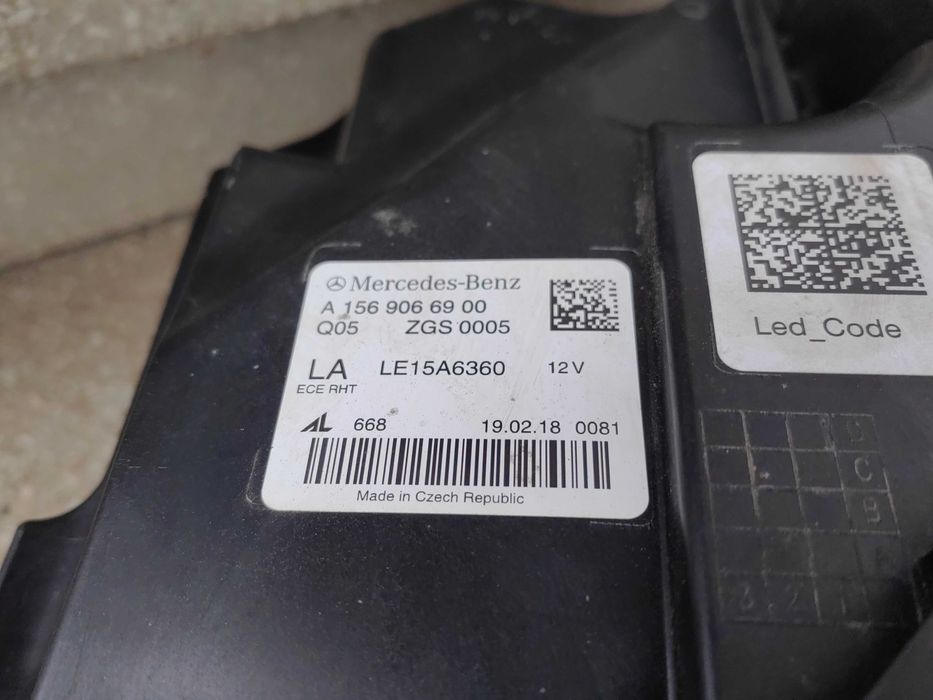 Mercedes-Benz
A 156 906 69 00
Q05 ZGS 0005
LA LE15A6360 12 V
ECE RHT
AL 668 19.02.18 0081
Made in Czech Republic
Led_Code
D
C
B